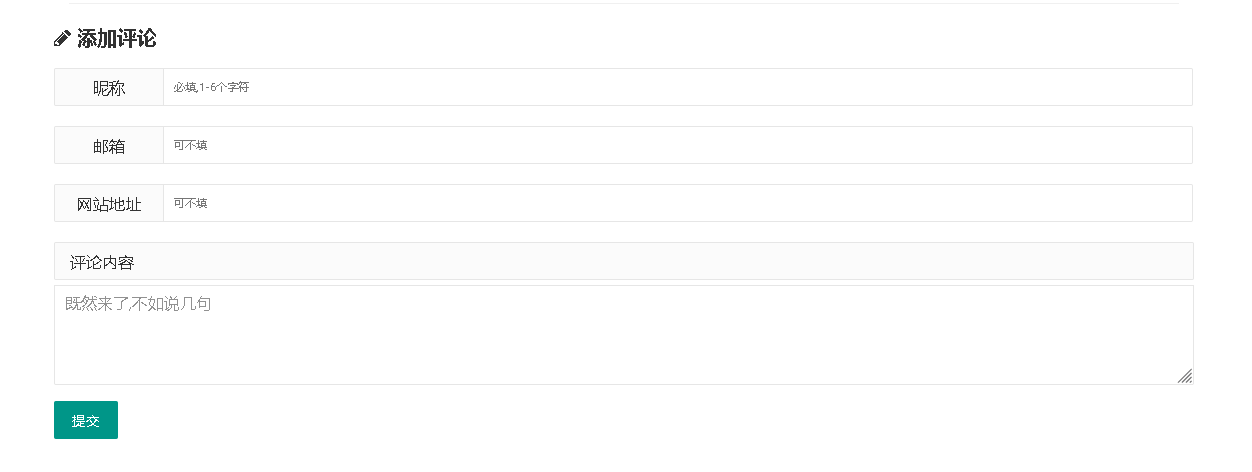 添加评论
昵称
必填,1-6个字符
邮箱
可不填
网站地址
可不填
评论内容
既然来了,不如说几句
提交